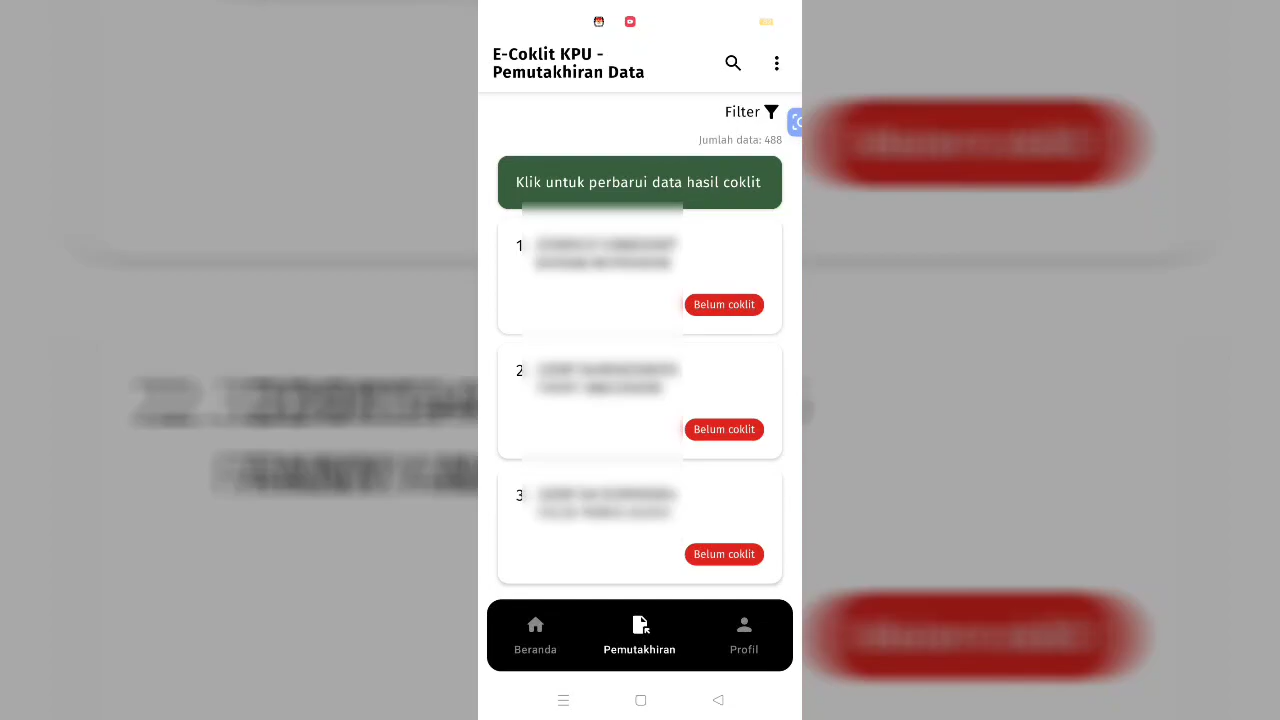 E-Coklit KPU -
Pemutakhiran Data
Filter
Jumlah data: 488
Klik untuk perbarui data hasil coklit
1
Belum coklit
2
Belum coklit
3
Belum coklit
Beranda
Pemutakhiran
Profil